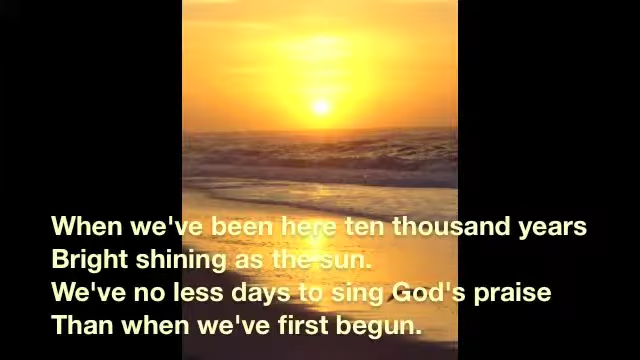 When we've been here ten thousand years
Bright shining as the sun.
We've no less days to sing God's praise
Than when we've first begun.